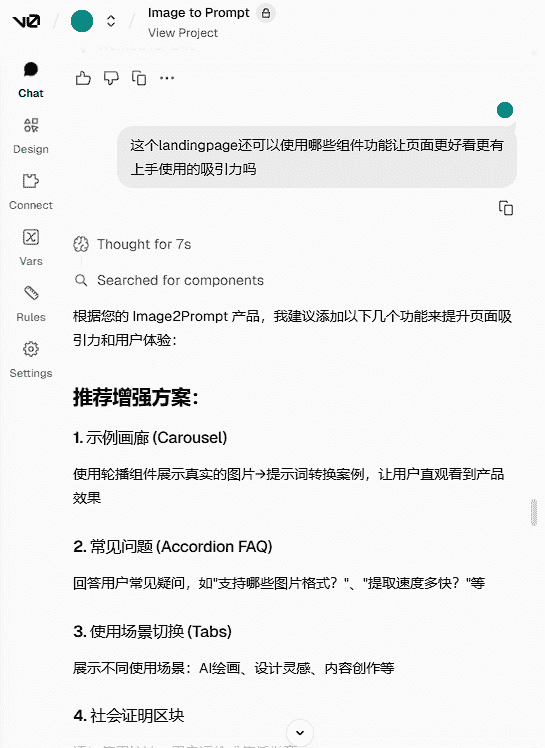 v0
Image to Prompt
View Project
Chat
Design
Connect
Vars
Rules
Settings
这个landingpage还可以使用哪些组件功能让页面更好看更有
上手使用的吸引力吗
Thought for 7s
Searched for components
根据您的 Image2Prompt 产品，我建议添加以下几个功能来提升页面吸
引力和用户体验：
推荐增强方案：
1. 示例画廊 (Carousel)
使用轮播组件展示真实的图片→提示词转换案例，让用户直观看到产品
效果
2. 常见问题 (Accordion FAQ)
回答用户常见疑问，如"支持哪些图片格式？"、"提取速度多快？"等
3. 使用场景切换 (Tabs)
展示不同使用场景：AI绘画、设计灵感、内容创作等
4. 社会证明区块